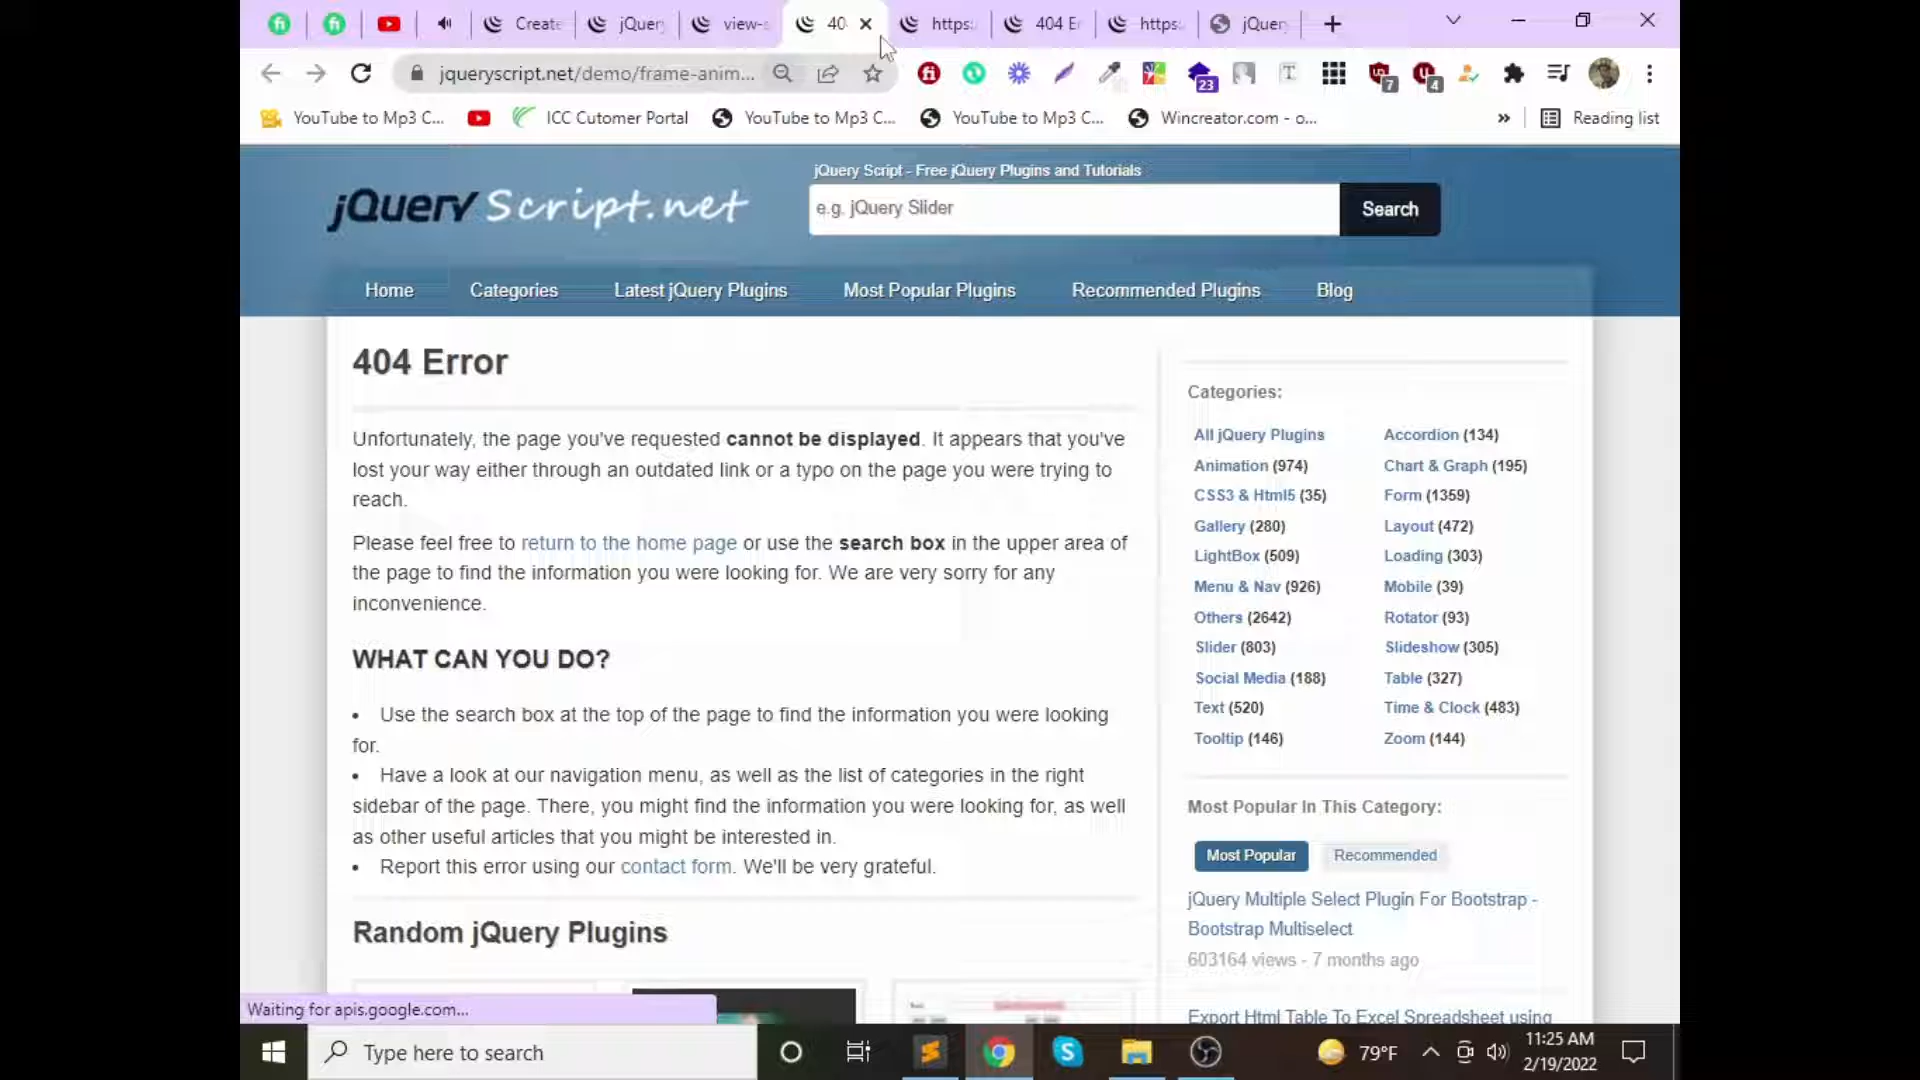 Create
jQuery
view-s
40
https:
404 Er
https:
jQuery
jqueryscript.net/demo/frame-anim...
23
7
4
YouTube to Mp3 C...
ICC Cutomer Portal
YouTube to Mp3 C...
YouTube to Mp3 C...
Wincreator.com - o...
»
Reading list
jQuery Script.net
jQuery Script - Free jQuery Plugins and Tutorials
e.g. jQuery Slider
Search
Home
Categories
Latest jQuery Plugins
Most Popular Plugins
Recommended Plugins
Blog
404 Error
Unfortunately, the page you've requested cannot be displayed. It appears that you've
lost your way either through an outdated link or a typo on the page you were trying to
reach.
Please feel free to return to the home page or use the search box in the upper area of
the page to find the information you were looking for. We are very sorry for any
inconvenience.
WHAT CAN YOU DO?
• Use the search box at the top of the page to find the information you were looking
for.
• Have a look at our navigation menu, as well as the list of categories in the right
sidebar of the page. There, you might find the information you were looking for, as well
as other useful articles that you might be interested in.
• Report this error using our contact form. We'll be very grateful.
Random jQuery Plugins
Categories:
All jQuery Plugins
Accordion (134)
Animation (974)
Chart & Graph (195)
CSS3 & Html5 (35)
Form (1359)
Gallery (280)
Layout (472)
LightBox (509)
Loading (303)
Menu & Nav (926)
Mobile (39)
Others (2642)
Rotator (93)
Slider (803)
Slideshow (305)
Social Media (188)
Table (327)
Text (520)
Time & Clock (483)
Tooltip (146)
Zoom (144)
Most Popular In This Category:
Most Popular
Recommended
jQuery Multiple Select Plugin For Bootstrap -
Bootstrap Multiselect
603164 views - 7 months ago
Export Html Table To Excel Spreadsheet using
Waiting for apis.google.com...
Type here to search
79°F
11:25 AM
2/19/2022